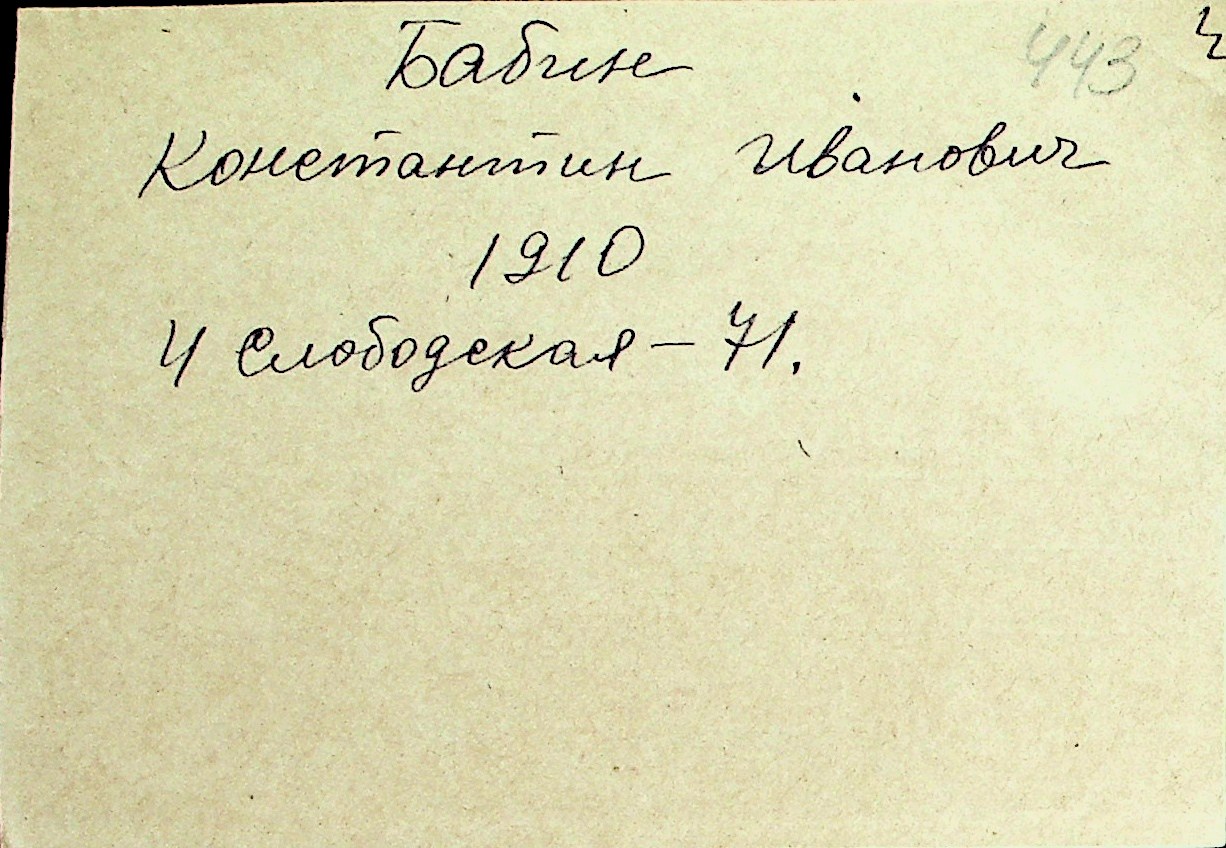 Бабин 443
Константин Иванович
1910
4 Слободская – 71.